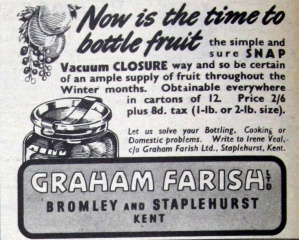 Now is the time to
bottle fruit the simple and
sure SNAP
Vacuum CLOSURE way and so be certain
of an ample supply of fruit throughout the
Winter months. Obtainable everywhere
in cartons of 12. Price 2/6
plus 8d. tax (1-lb. or 2-lb. size).
Let us solve your Bottling, Cooking or
Domestic problems. Write to Irene Veal,
c/o Graham Farish Ltd., Staplehurst, Kent.
GRAHAM FARISH LTD
BROMLEY AND STAPLEHURST
KENT